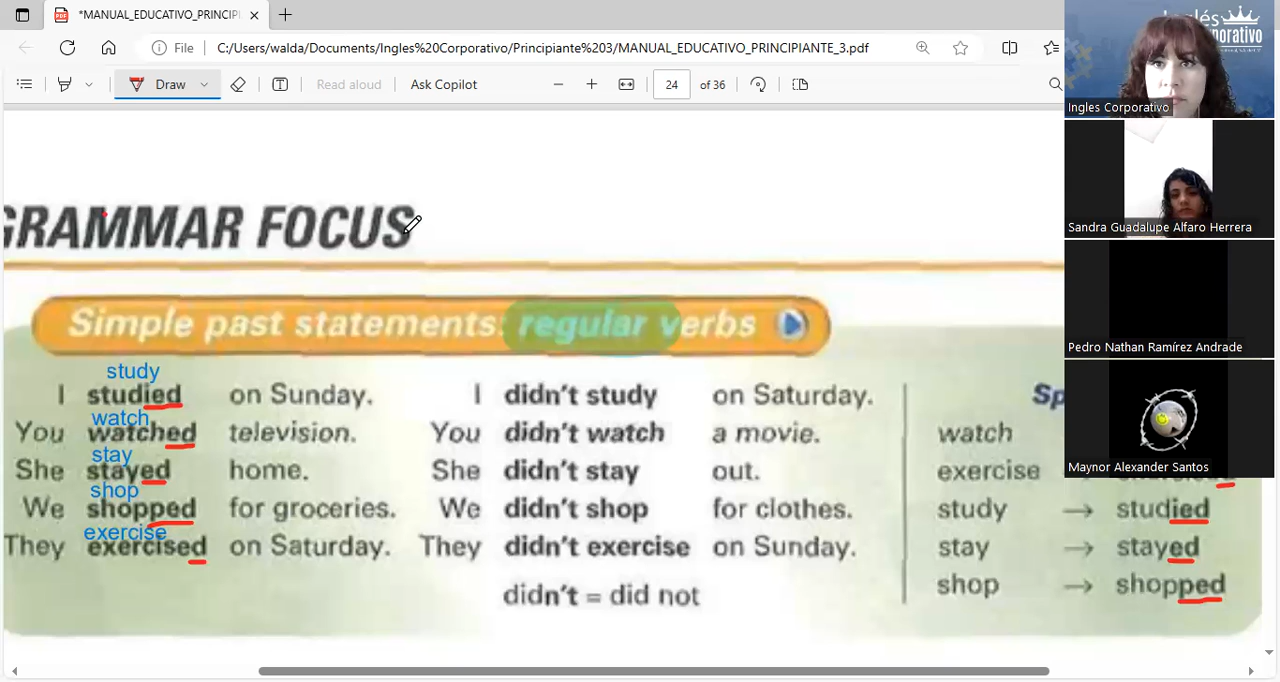 *MANUAL_EDUCATIVO_PRINCIPI
File
C:/Users/walda/Documents/Ingles%20Corporativo/Principiante%203/MANUAL_EDUCATIVO_PRINCIPIANTE_3.pdf
Draw
Read aloud
Ask Copilot
24 of 36
Inglés
Corporativo
Ingles Corporativo
Sandra Guadalupe Alfaro Herrera
Pedro Nathan Ramírez Andrade
Maynor Alexander Santos
GRAMMAR FOCUS
Simple past statements: regular verbs
study
I studied on Sunday.
watch
You watched television.
stay
She stayed home.
shop
We shopped for groceries.
exercise
They exercised on Saturday.
I didn't study on Saturday.
You didn't watch a movie.
She didn't stay out.
We didn't shop for clothes.
They didn't exercise on Sunday.
didn't = did not
Sp
watch
exercise
study → studied
stay → stayed
shop → shopped